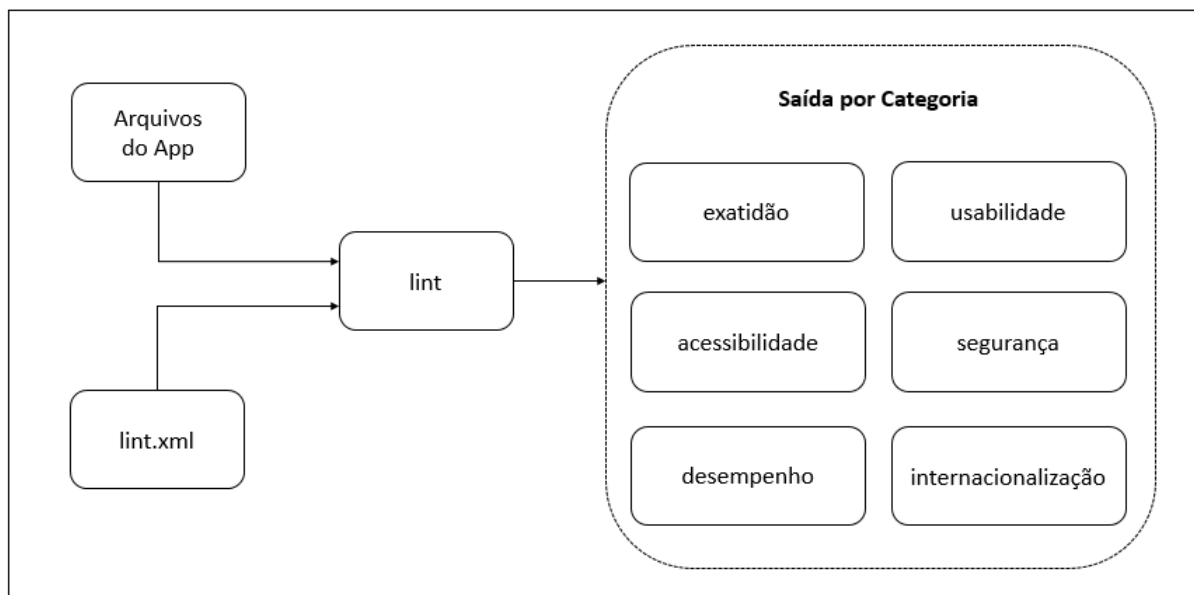 Arquivos
do App
lint
lint.xml
Saída por Categoria
exatidão
usabilidade
acessibilidade
segurança
desempenho
internacionalização